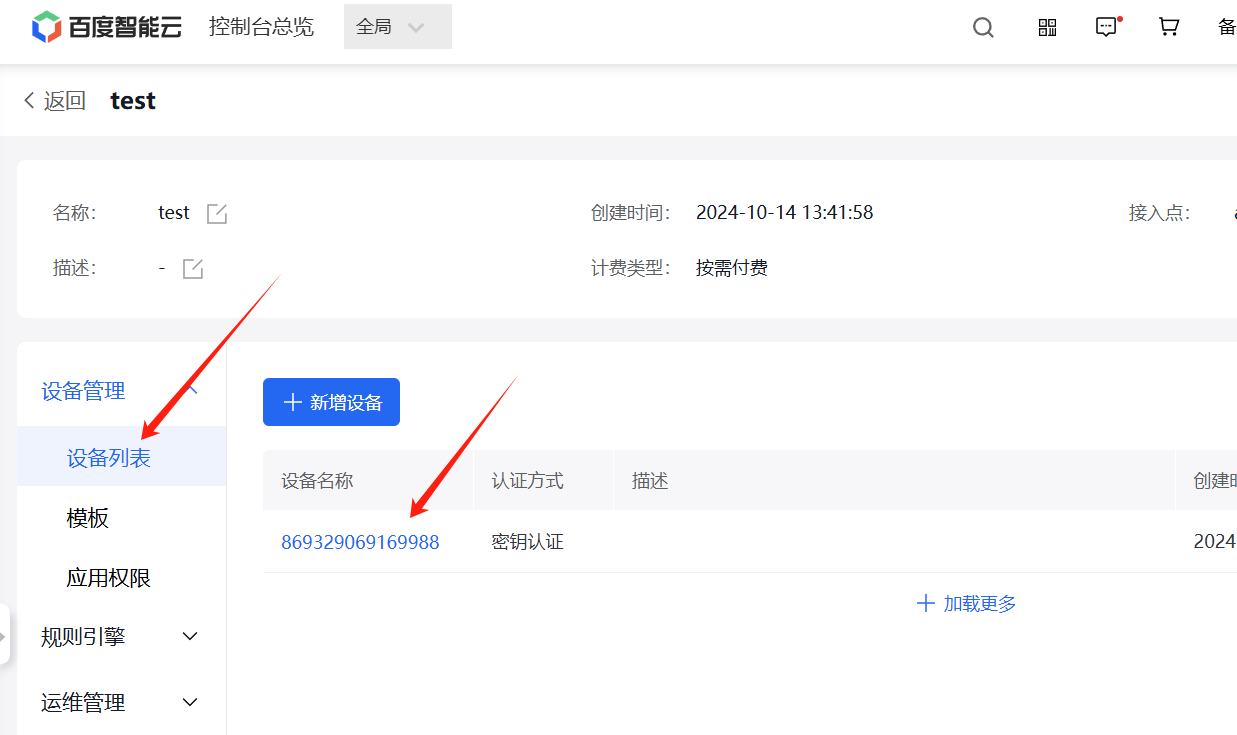 百度智能云 控制台总览 全局
返回 test
名称： test 创建时间： 2024-10-14 13:41:58 接入点：
描述： - 计费类型： 按需付费
设备管理
设备列表
模板
应用权限
规则引擎
运维管理
新增设备
设备名称 认证方式 描述 创建时
869329069169988 密钥认证 2024
加载更多